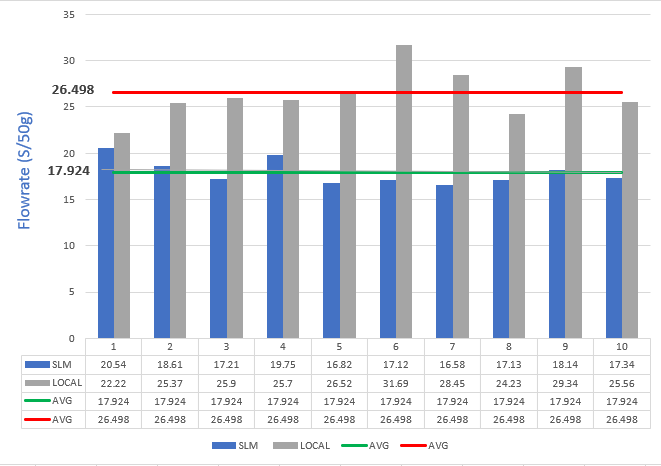 35
30
26.498
25
20
17.924
15
10
5
0
Flowrate (S/50g)
1 2 3 4 5 6 7 8 9 10
SLM 20.54 18.61 17.21 19.75 16.82 17.12 16.58 17.13 18.14 17.34
LOCAL 22.22 25.37 25.9 25.7 26.52 31.69 28.45 24.23 29.34 25.56
AVG 17.924 17.924 17.924 17.924 17.924 17.924 17.924 17.924 17.924 17.924
AVG 26.498 26.498 26.498 26.498 26.498 26.498 26.498 26.498 26.498 26.498
SLM LOCAL AVG AVG